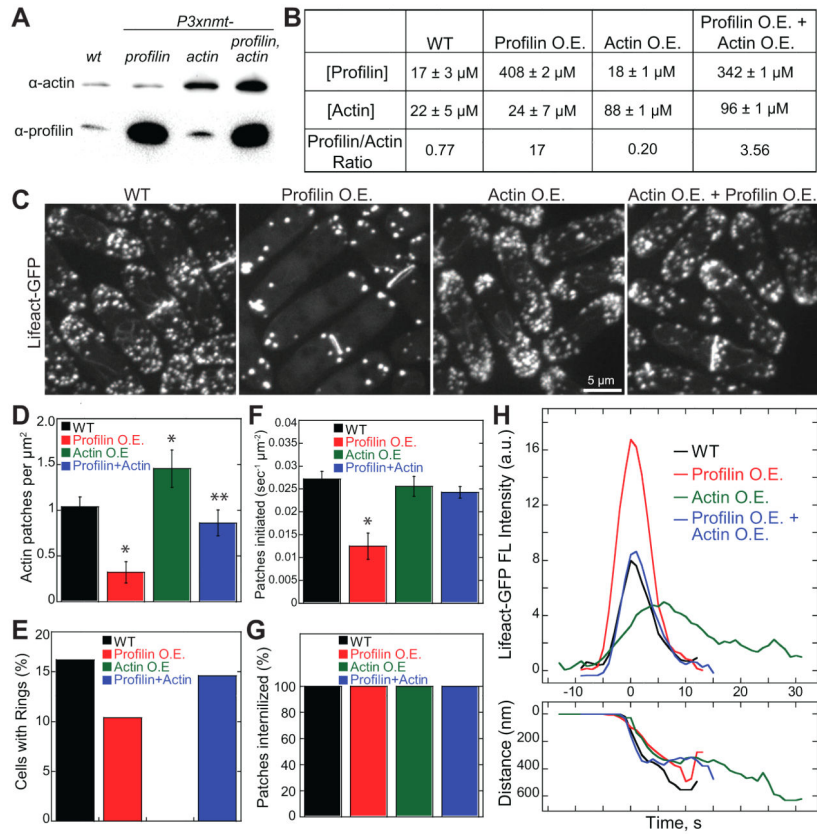 A
P3xnmt-
wt
profilin
actin
profilin,
actin
α-actin
α-profilin
B
WT
Profilin O.E.
Actin O.E.
Profilin O.E. +
Actin O.E.
[Profilin]
17 ± 3 µM
408 ± 2 µM
18 ± 1 µM
342 ± 1 µM
[Actin]
22 ± 5 µM
24 ± 7 µM
88 ± 1 µM
96 ± 1 µM
Profilin/Actin
Ratio
0.77
17
0.20
3.56
C
WT
Profilin O.E.
Actin O.E.
Actin O.E. + Profilin O.E.
Lifeact-GFP
5 µm
D
Actin patches per µm²
2
1.5
1.0
0.5
0
WT
Profilin O.E.
Actin O.E
Profilin+Actin
*
*
**
F
Patches initiated (sec⁻¹ µm⁻²)
0.04
0.035
0.03
0.025
0.02
0.015
0.01
0.005
0
WT
Profilin O.E.
Actin O.E.
Profilin+Actin
*
H
Lifeact-GFP FL Intensity (a.u.)
16
12
8
4
0
WT
Profilin O.E.
Actin O.E.
Profilin O.E. +
Actin O.E.
-10
0
10
20
30
Distance (nm)
0
200
400
600
Time, s
E
Cells with Rings (%)
20
15
10
5
0
WT
Profilin O.E.
Actin O.E
Profilin+Actin
G
Patches internilized (%)
100
80
60
40
20
0
WT
Profilin O.E.
Actin O.E
Profilin+Actin